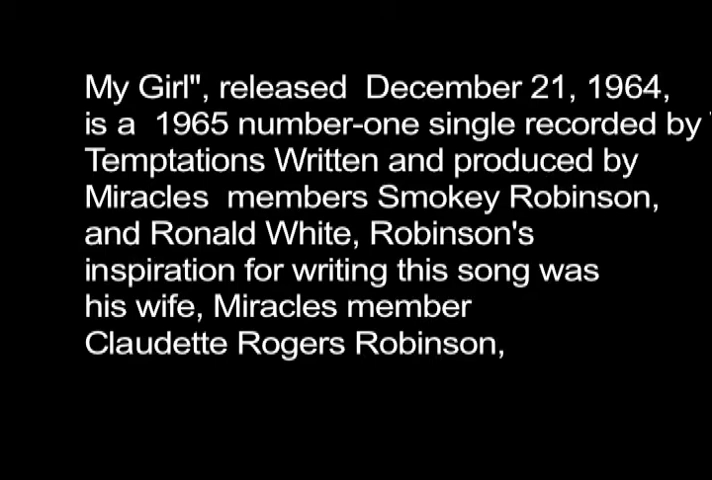 My Girl", released  December 21, 1964,
is a  1965 number-one single recorded by
Temptations Written and produced by
Miracles  members Smokey Robinson,
and Ronald White, Robinson's
inspiration for writing this song was
his wife, Miracles member
Claudette Rogers Robinson,